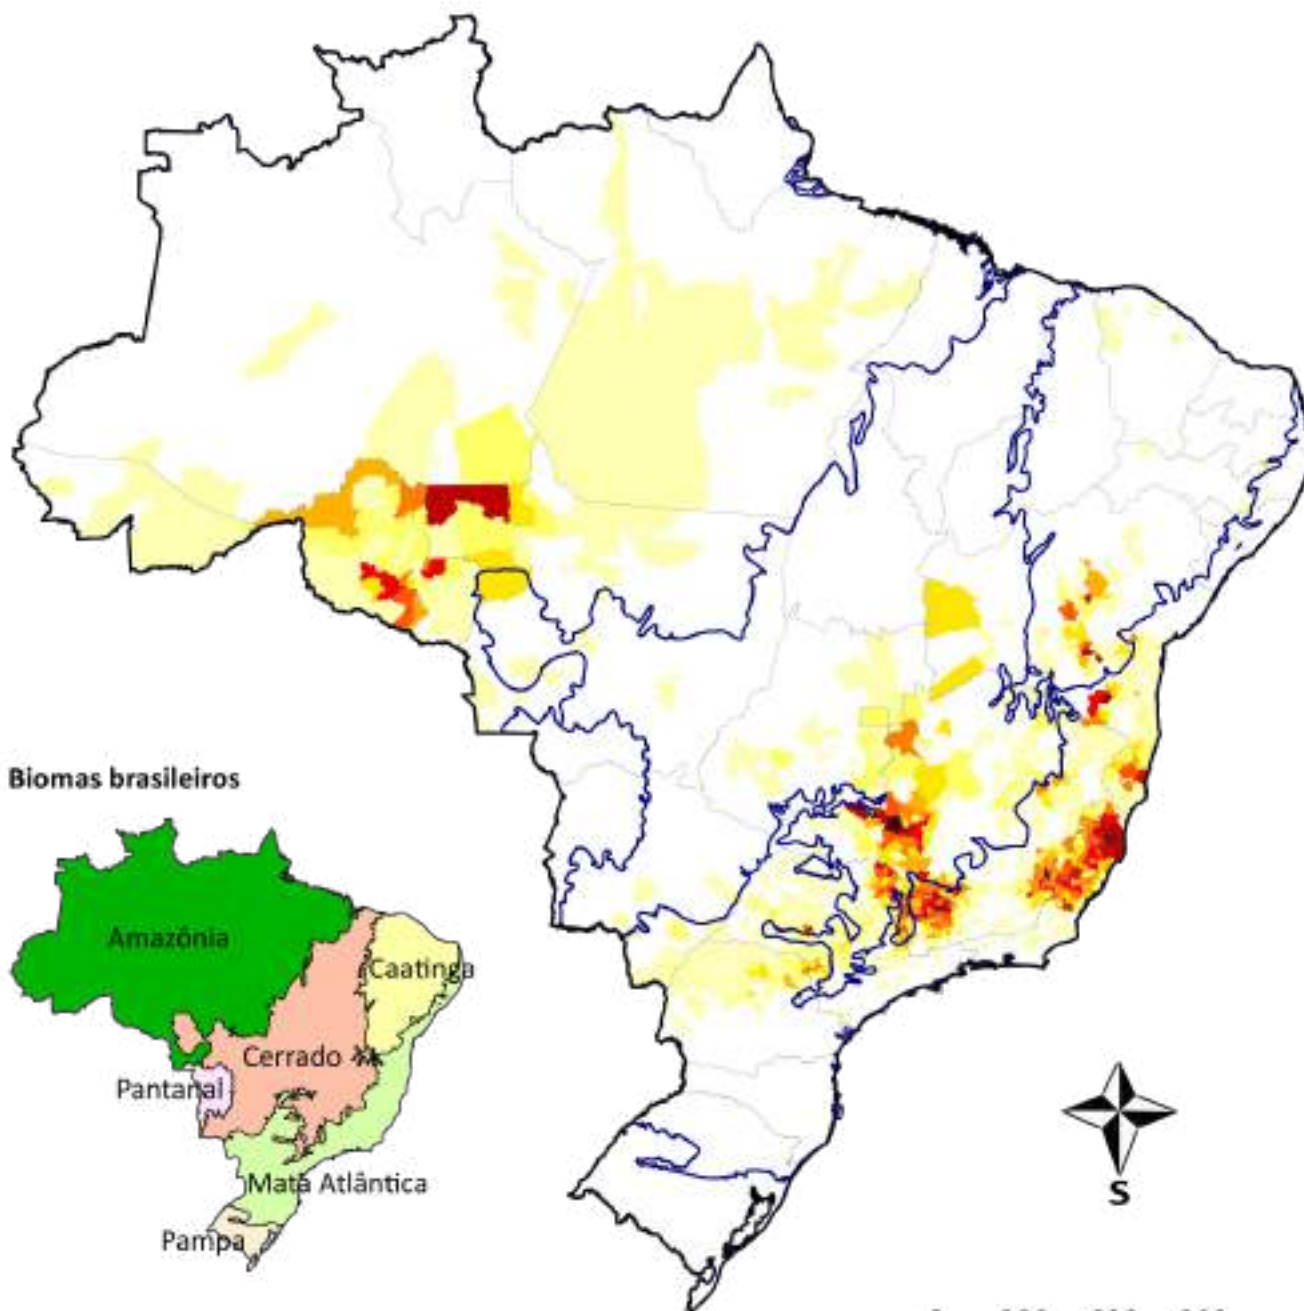 Biomas brasileiros
Amazônia
Caatinga
Cerrado
Pantanal
Mata Atlântica
Pampa
S